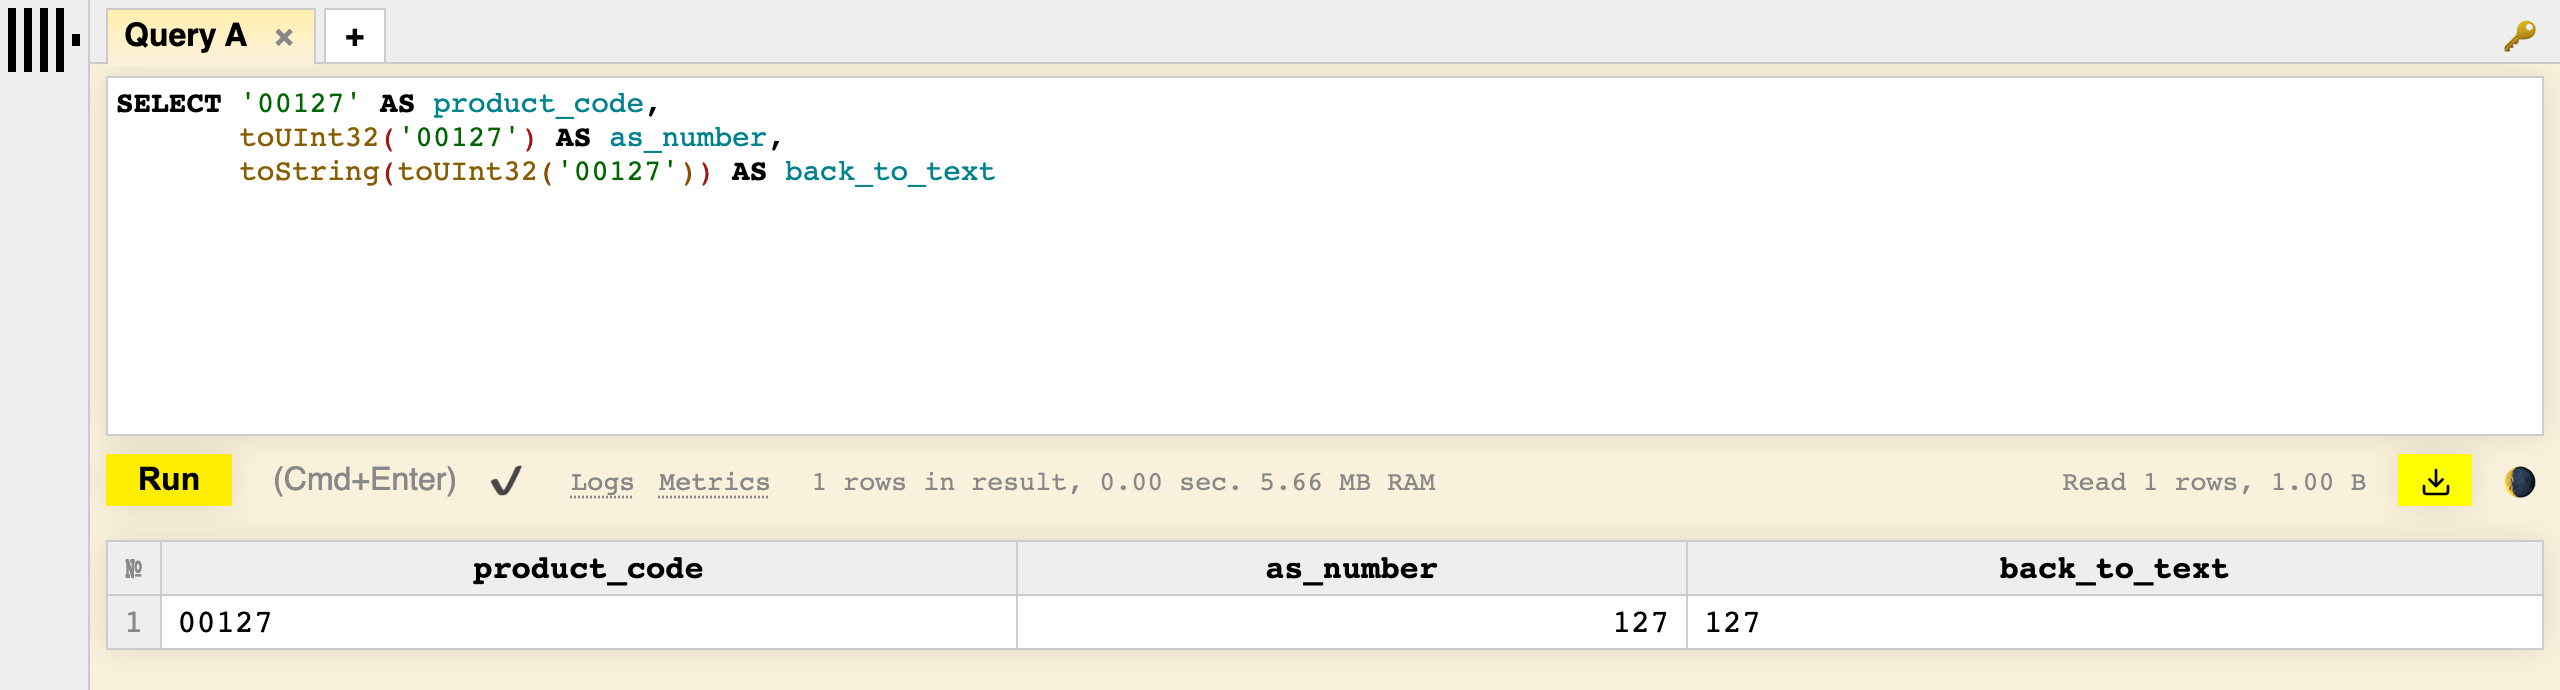 Query A × +
SELECT '00127' AS product_code,
toUInt32('00127') AS as_number,
toString(toUInt32('00127')) AS back_to_text
Run (Cmd+Enter) ✔ Logs Metrics 1 rows in result, 0.00 sec. 5.66 MB RAM Read 1 rows, 1.00 B
№ product_code as_number back_to_text
1 00127 127 127